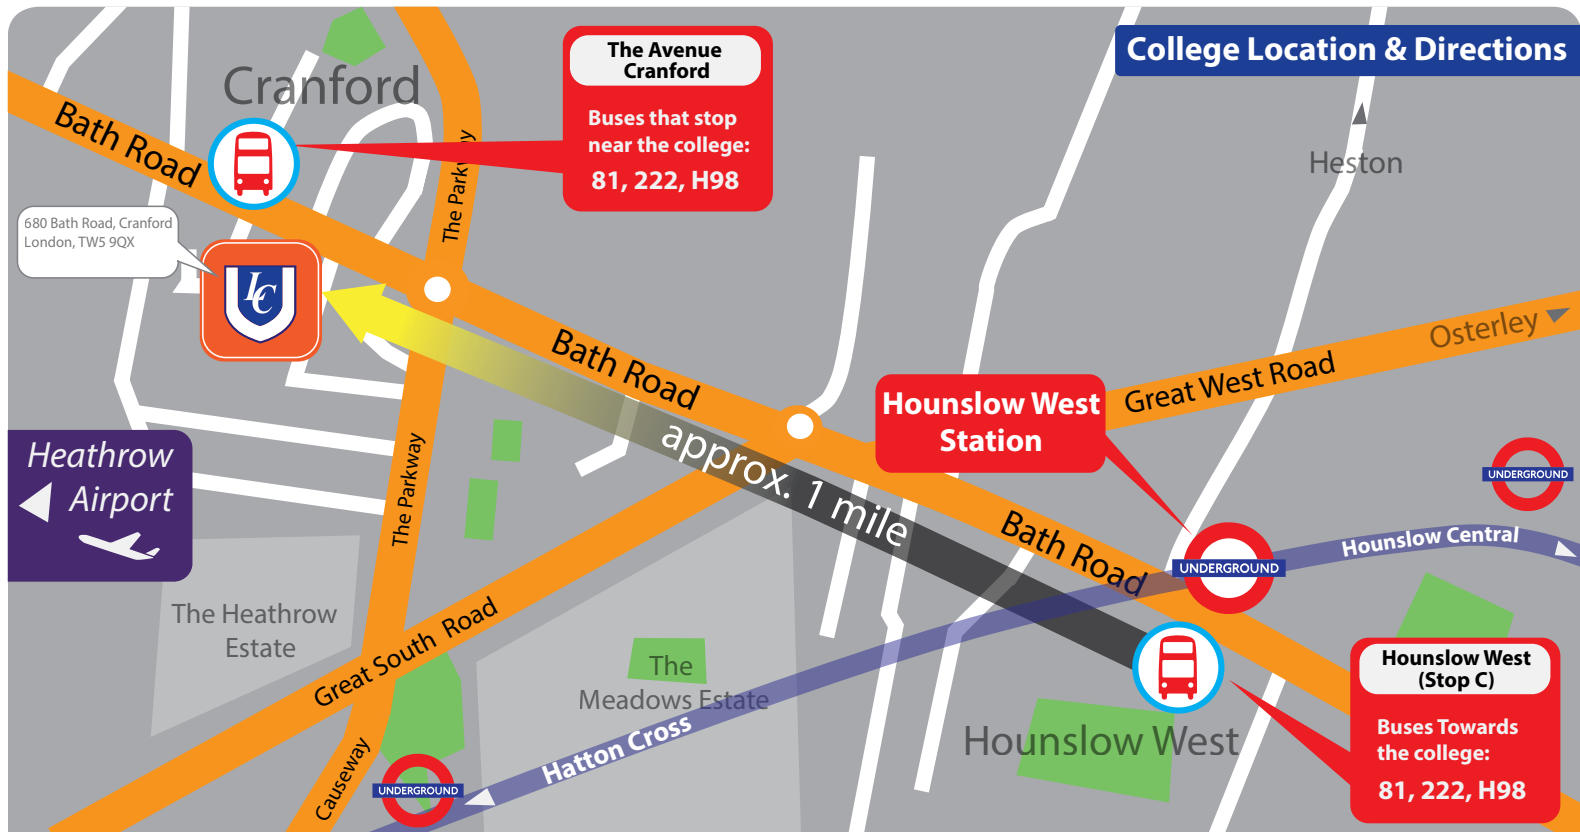 College Location & Directions
The Avenue
Cranford
Buses that stop
near the college:
81, 222, H98
Cranford
Bath Road
The Parkway
Heston
680 Bath Road, Cranford
London, TW5 9QX
LC
Bath Road
Osterley
Great West Road
Hounslow West
Station
approx. 1 mile
Heathrow
Airport
The Parkway
UNDERGROUND
Bath Road
Hounslow Central
UNDERGROUND
The Heathrow
Estate
Great South Road
The
Meadows Estate
Hatton Cross
Hounslow West
Hounslow West
(Stop C)
Buses Towards
the college:
81, 222, H98
Causeway
UNDERGROUND